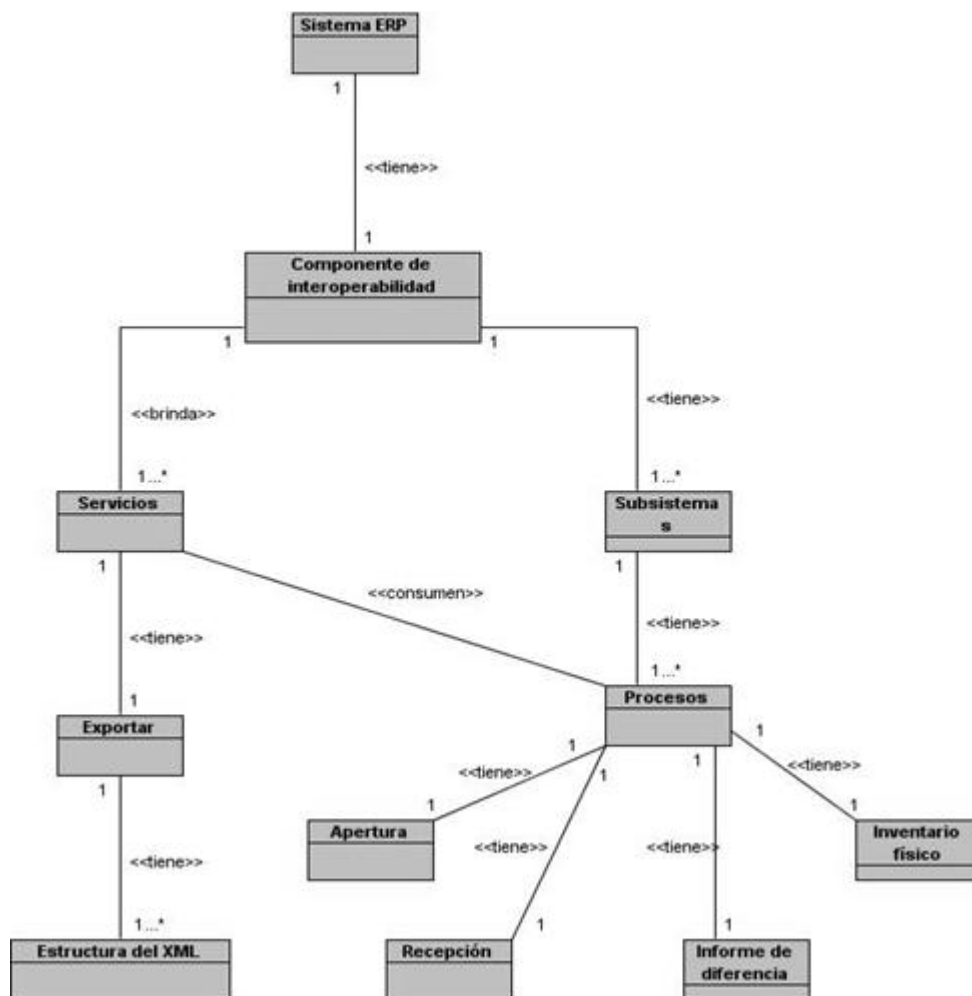 Sistema ERP
1
<<tiene>>
1
Componente de
interoperabilidad
1
1
<<brinda>>
<<tiene>>
1...*
1...*
Servicios
Subsistema
s
1
1
<<consumen>>
<<tiene>>
<<tiene>>
1
1...*
Exportar
Procesos
1
1
1
1
1
<<tiene>>
<<tiene>>
1
1
Apertura
Inventario
físico
<<tiene>>
<<tiene>>
<<tiene>>
1...*
1
1
Estructura del XML
Recepción
Informe de
diferencia